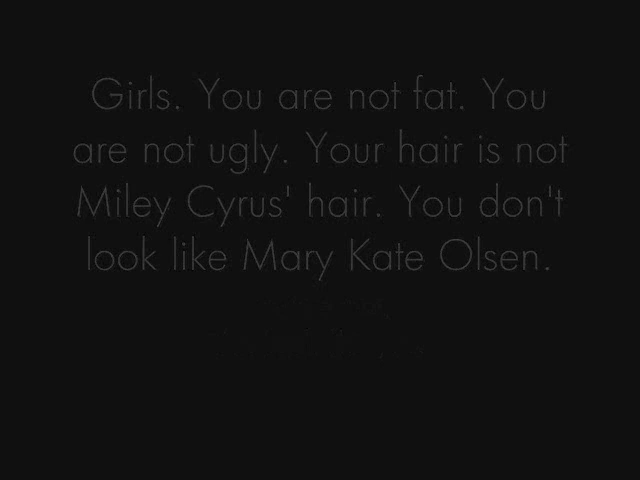 Girls. You are not fat. You
are not ugly. Your hair is not
Miley Cyrus' hair. You don't
look like Mary Kate Olsen.